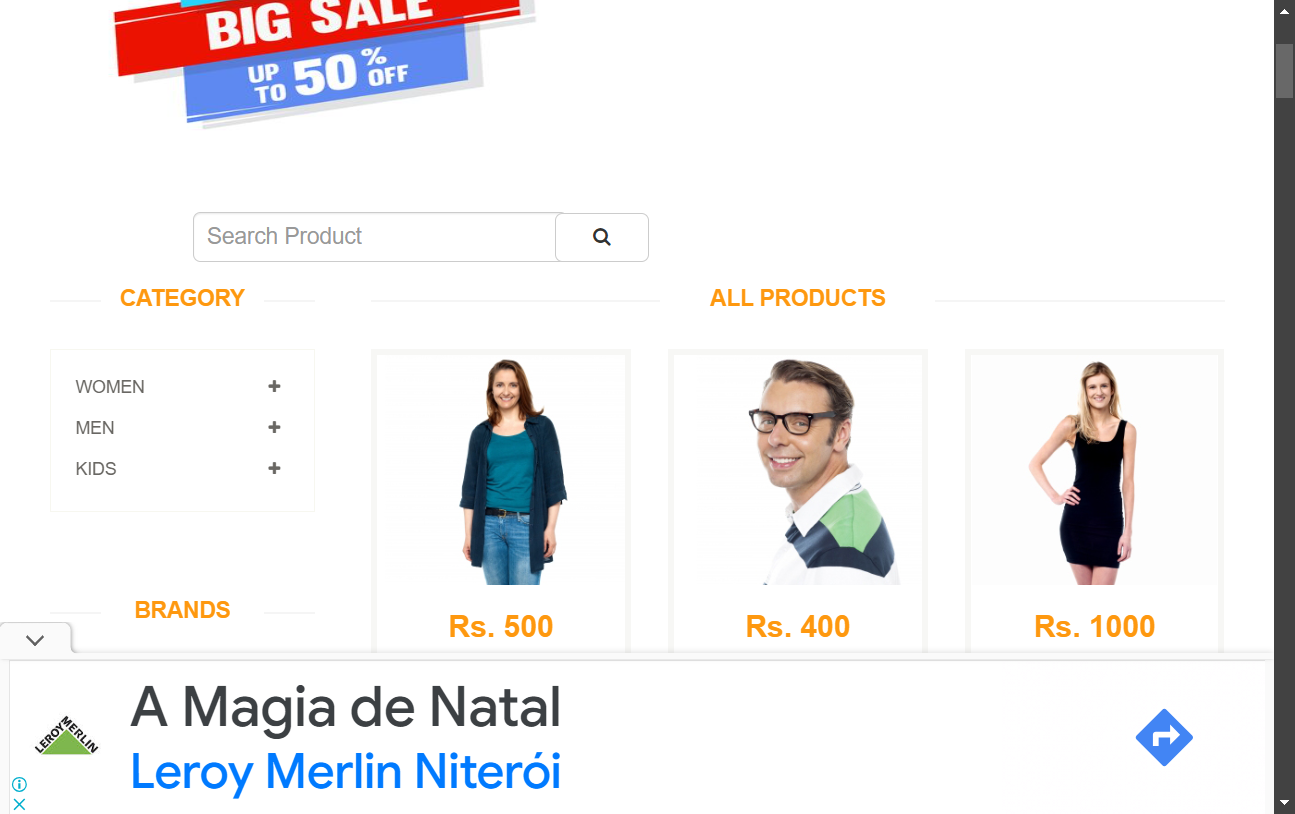 BIG SALE
UP TO 50% OFF
Search Product
CATEGORY
ALL PRODUCTS
WOMEN
MEN
KIDS
BRANDS
Rs. 500
Rs. 400
Rs. 1000
LEROY MERLIN
A Magia de Natal
Leroy Merlin Niterói